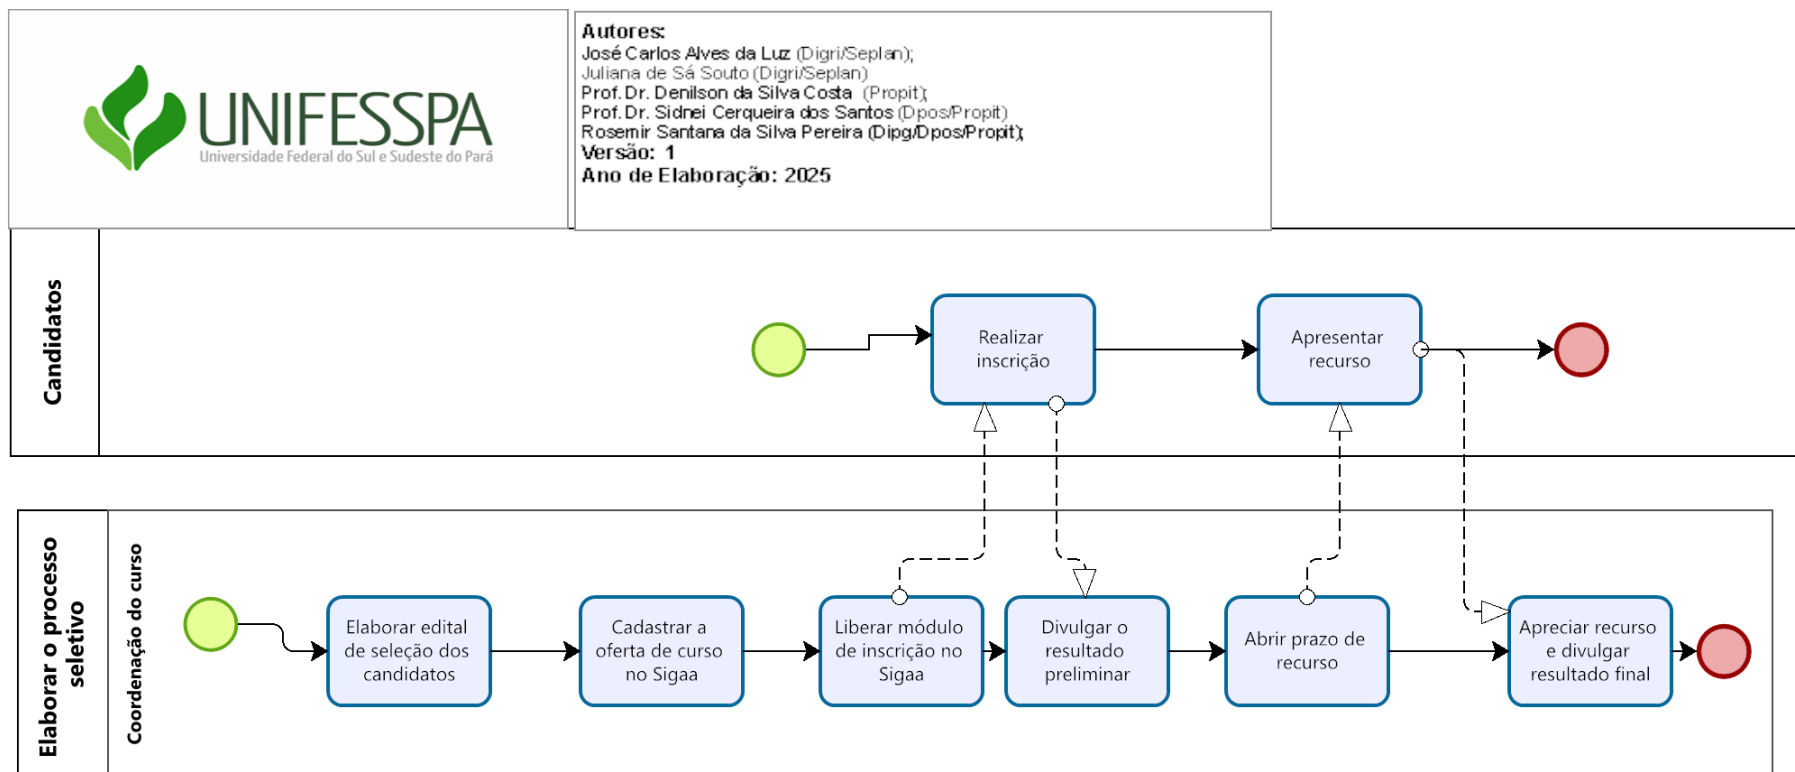 UNIFESSPA
Universidade Federal do Sul e Sudeste do Pará
Autores:
José Carlos Alves da Luz (Digri/Seplan);
Juliana de Sá Souto (Digri/Seplan)
Prof. Dr. Denilson da Silva Costa (Propit);
Prof. Dr. Sidnei Cerqueira dos Santos (Dpos/Propit)
Rosemir Santana da Silva Pereira (Dipg/Dpos/Propit);
Versão: 1
Ano de Elaboração: 2025
Candidatos
Realizar
inscrição
Apresentar
recurso
Elaborar o processo
seletivo
Coordenação do curso
Elaborar edital
de seleção dos
candidatos
Cadastrar a
oferta de curso
no Sigaa
Liberar módulo
de inscrição no
Sigaa
Divulgar o
resultado
preliminar
Abrir prazo de
recurso
Apreciar recurso
e divulgar
resultado final